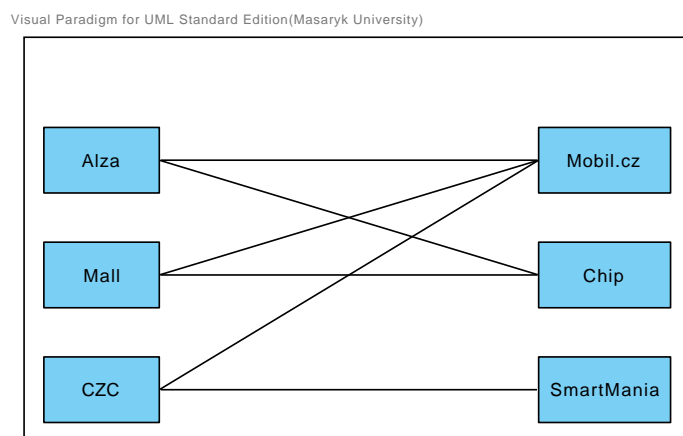 Visual Paradigm for UML Standard Edition(Masaryk University)
Alza
Mobil.cz
Mall
Chip
CZC
SmartMania